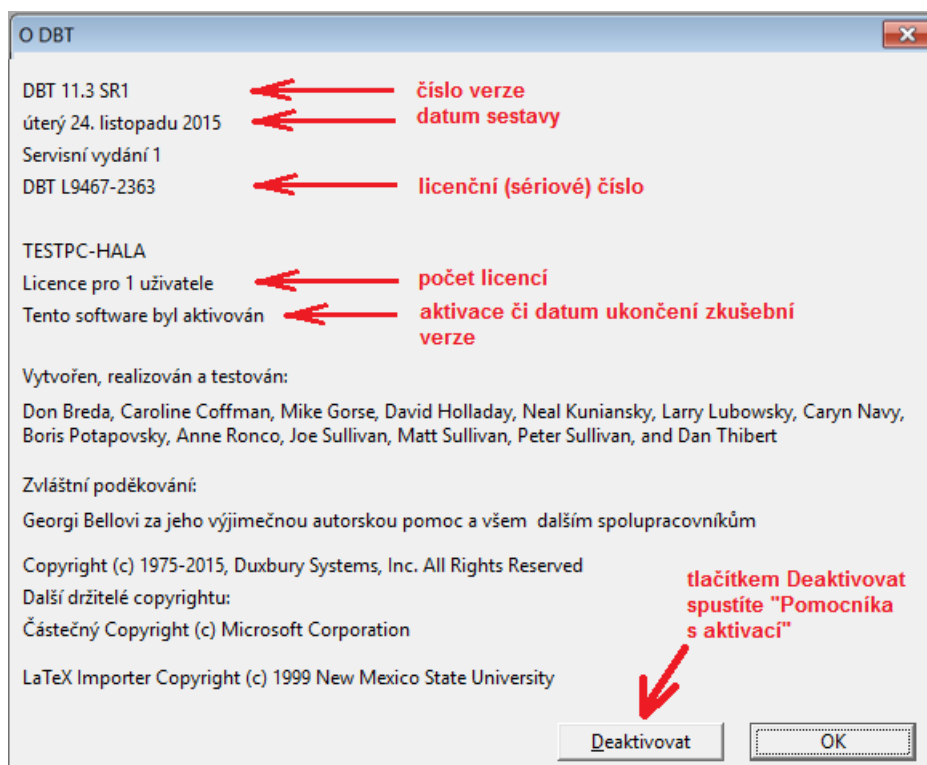 O DBT
DBT 11.3 SR1
číslo verze
úterý 24. listopadu 2015
datum sestavy
Servisní vydání 1
DBT L9467-2363
licenční (sériové) číslo
TESTPC-HALA
Licence pro 1 uživatele
počet licencí
Tento software byl aktivován
aktivace či datum ukončení zkušební
verze
Vytvořen, realizován a testován:
Don Breda, Caroline Coffman, Mike Gorse, David Holladay, Neal Kuniansky, Larry Lubowsky, Caryn Navy,
Boris Potapovsky, Anne Ronco, Joe Sullivan, Matt Sullivan, Peter Sullivan, and Dan Thibert
Zvláštní poděkování:
Georgi Bellovi za jeho výjimečnou autorskou pomoc a všem  dalším spolupracovníkům
Copyright (c) 1975-2015, Duxbury Systems, Inc. All Rights Reserved
Další držitelé copyrightu:
Částečný Copyright (c) Microsoft Corporation
LaTeX Importer Copyright (c) 1999 New Mexico State University
tlačítkem Deaktivovat
spustíte "Pomocníka
s aktivací"
Deaktivovat
OK